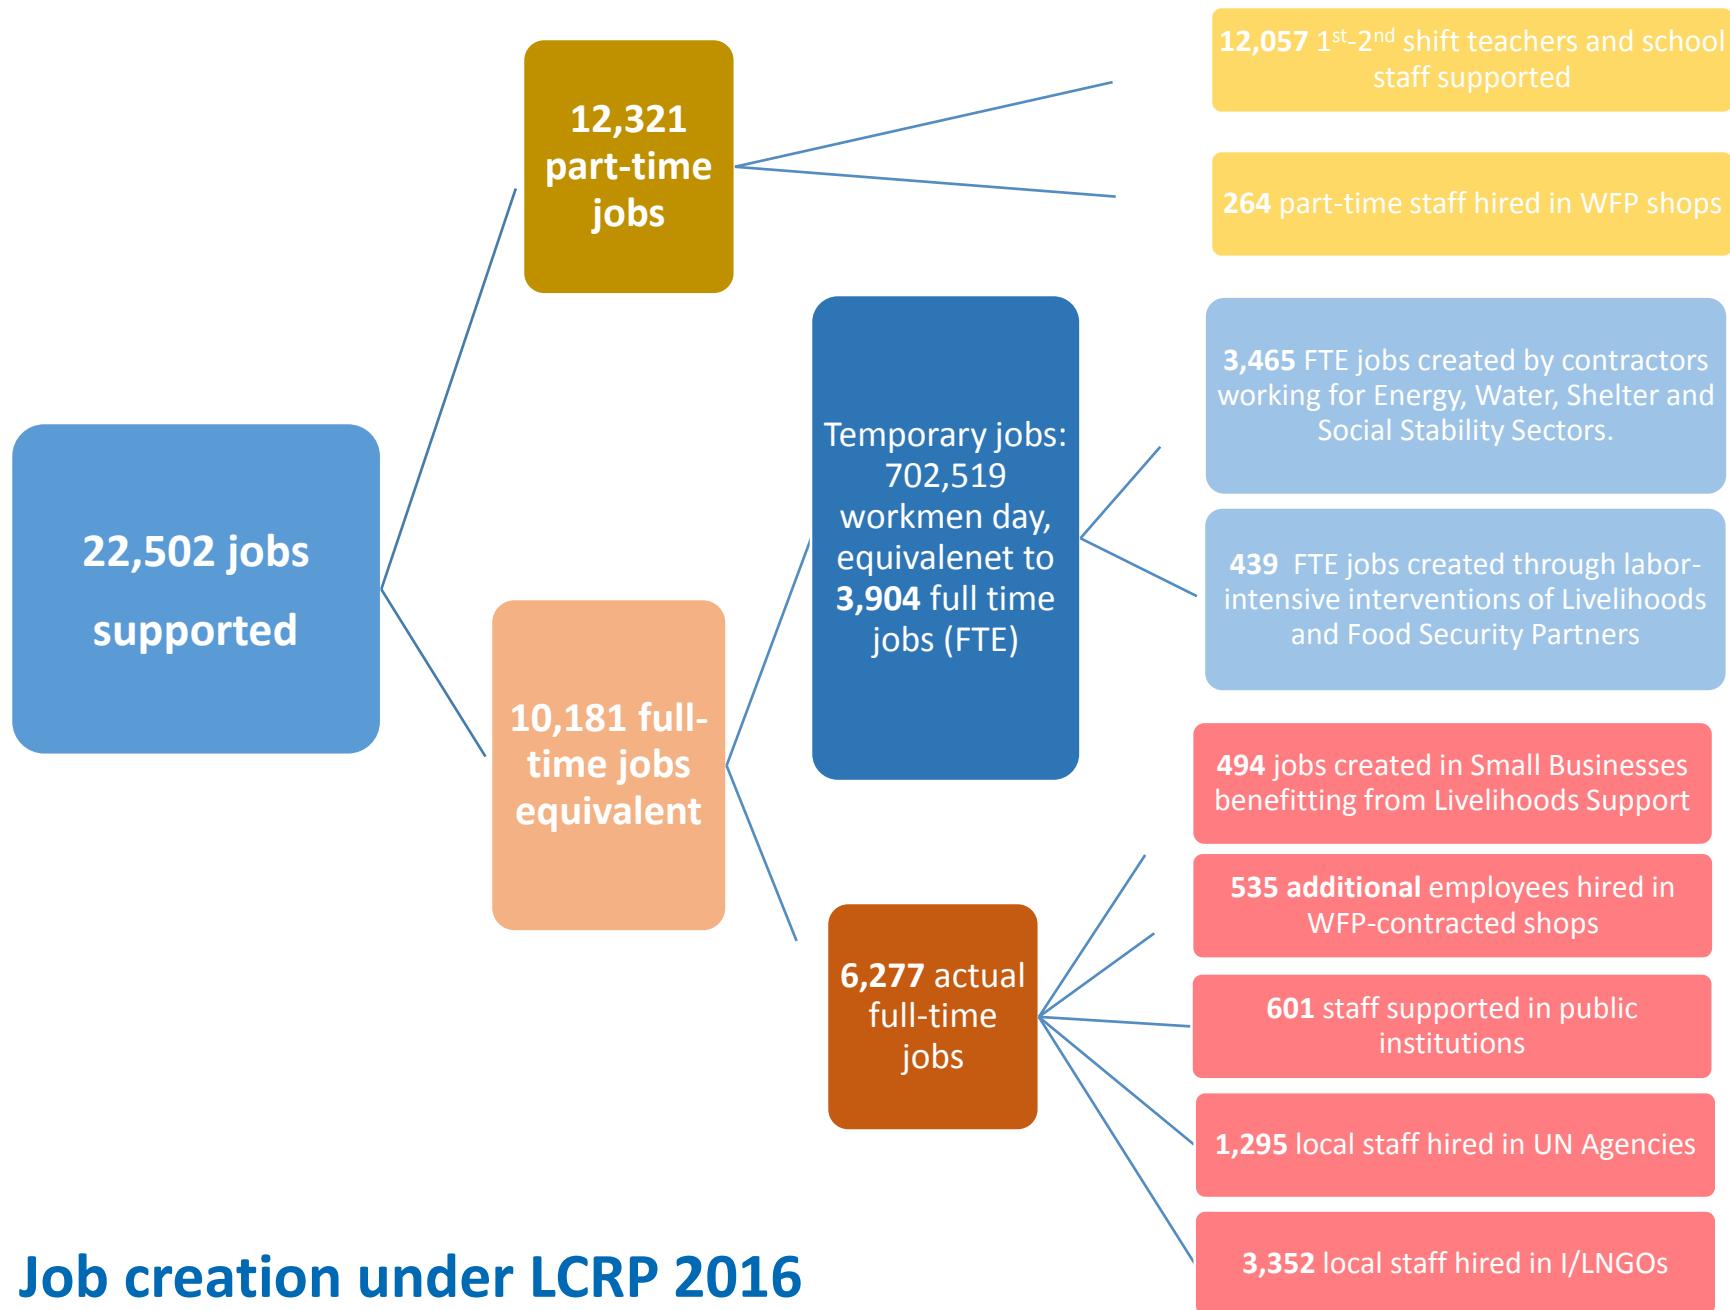 12,057 1st-2nd shift teachers and school
staff supported
12,321
part-time
jobs
264 part-time staff hired in WFP shops
3,465 FTE jobs created by contractors
working for Energy, Water, Shelter and
Social Stability Sectors.
Temporary jobs:
702,519
workmen day,
equivalenet to
3,904 full time
jobs (FTE)
22,502 jobs
supported
439 FTE jobs created through labor-
intensive interventions of Livelihoods
and Food Security Partners
10,181 full-
time jobs
equivalent
494 jobs created in Small Businesses
benefitting from Livelihoods Support
535 additional employees hired in
WFP-contracted shops
6,277 actual
full-time
jobs
601 staff supported in public
institutions
1,295 local staff hired in UN Agencies
3,352 local staff hired in I/LNGOs
Job creation under LCRP 2016